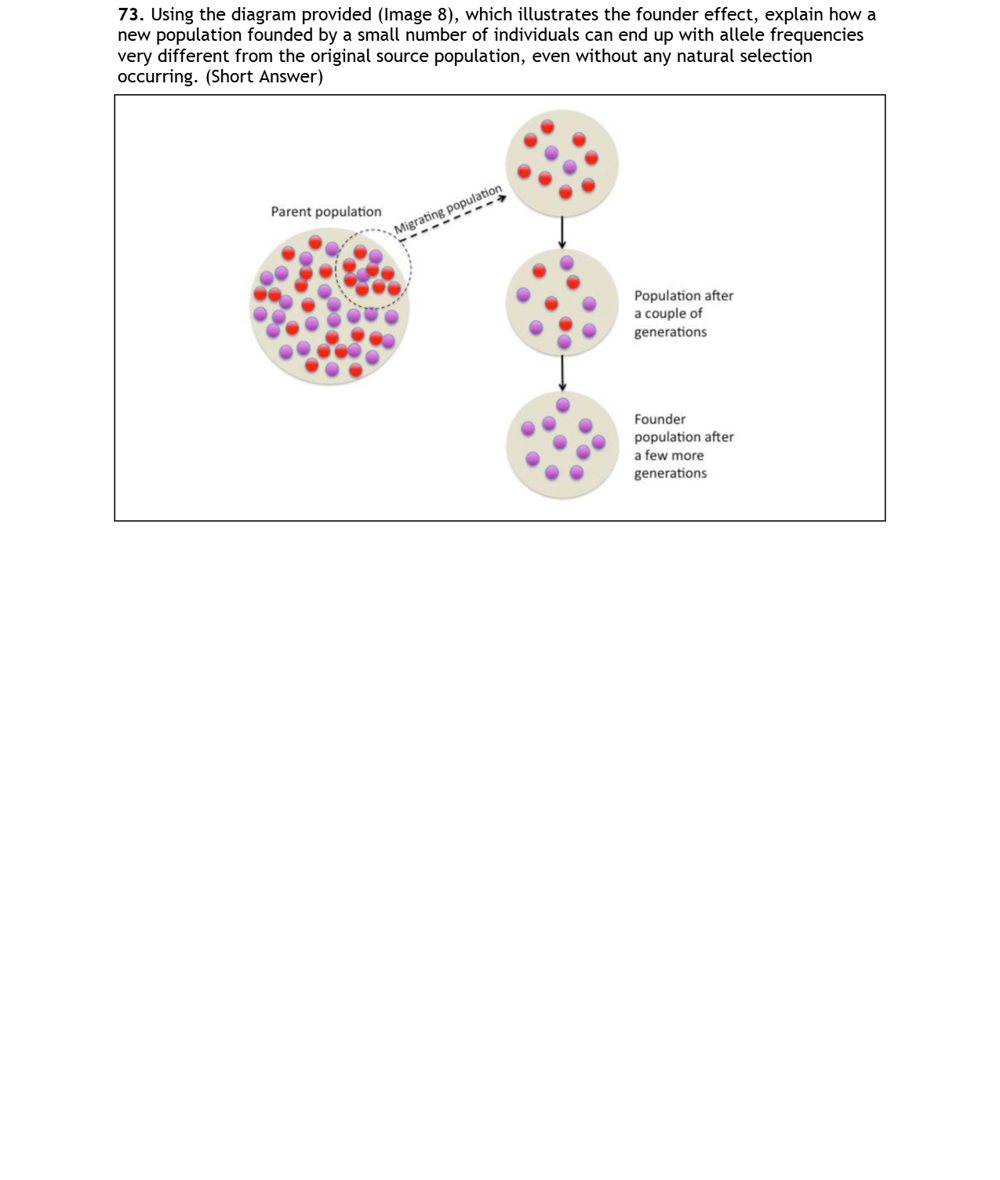 73. Using the diagram provided (Image 8), which illustrates the founder effect, explain how a
new population founded by a small number of individuals can end up with allele frequencies
very different from the original source population, even without any natural selection
occurring. (Short Answer)
Parent population
Migrating population
Population after
a couple of
generations
Founder
population after
a few more
generations